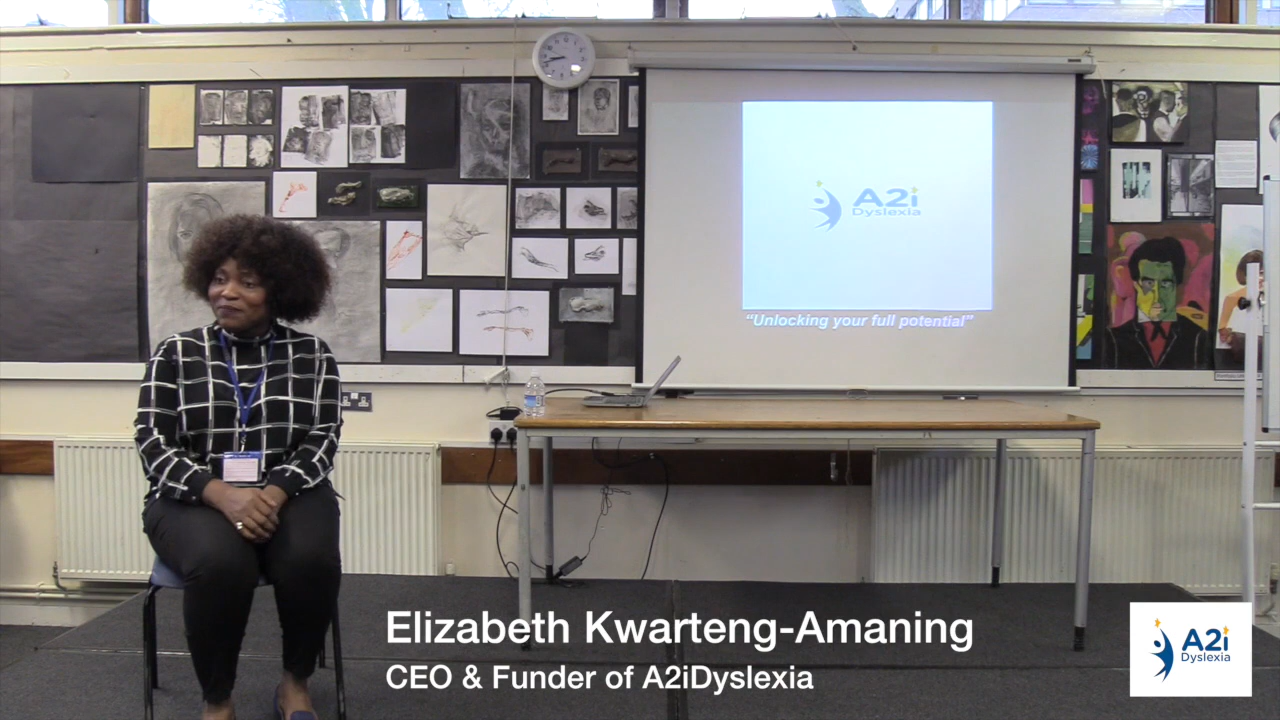 A2i
Dyslexia
“Unlocking your full potential”
Elizabeth Kwarteng-Amaning
CEO & Funder of A2iDyslexia
A2i
Dyslexia